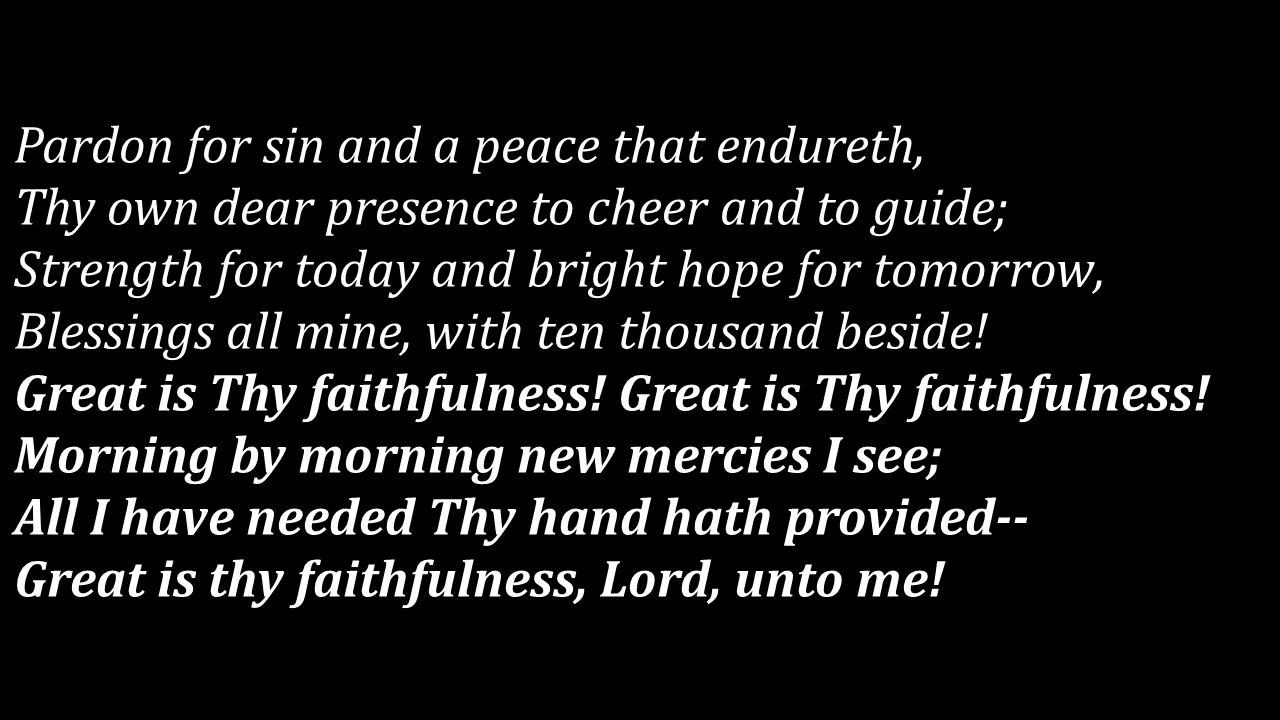 Pardon for sin and a peace that endureth,
Thy own dear presence to cheer and to guide;
Strength for today and bright hope for tomorrow,
Blessings all mine, with ten thousand beside!
Great is Thy faithfulness! Great is Thy faithfulness!
Morning by morning new mercies I see;
All I have needed Thy hand hath provided--
Great is thy faithfulness, Lord, unto me!